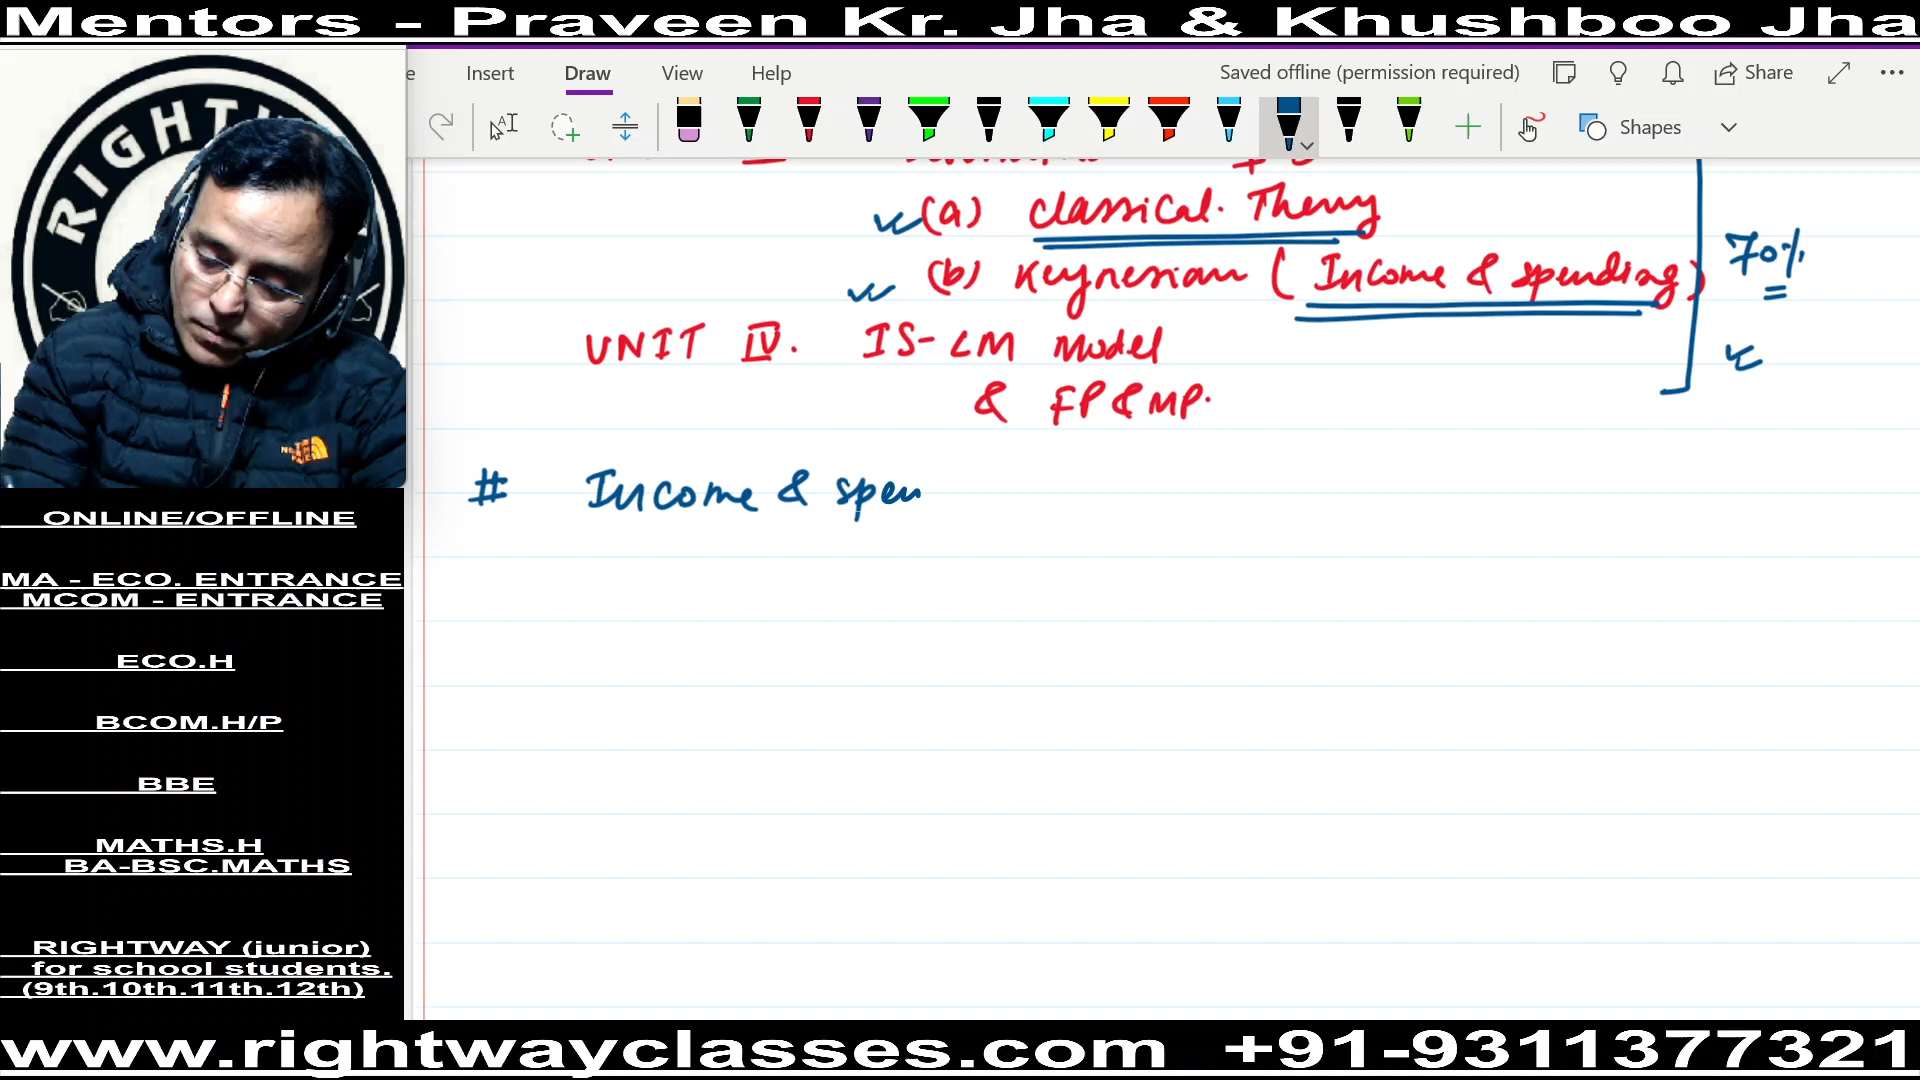 Mentors - Praveen Kr. Jha & Khushboo Jha
Insert Draw View Help Saved offline (permission required) Share
Shapes
RIGHTW
(a) Classical. Theory
(b) Keynesian ( Income & spending) 70%
UNIT IV. IS-LM Model
& FP & MP.
# Income & spen
ONLINE/OFFLINE
MA - ECO. ENTRANCE
MCOM - ENTRANCE
ECO.H
BCOM.H/P
BBE
MATHS.H
BA-BSC.MATHS
RIGHTWAY (junior)
for school students.
(9th.10th.11th.12th)
www.rightwayclasses.com +91-9311377321